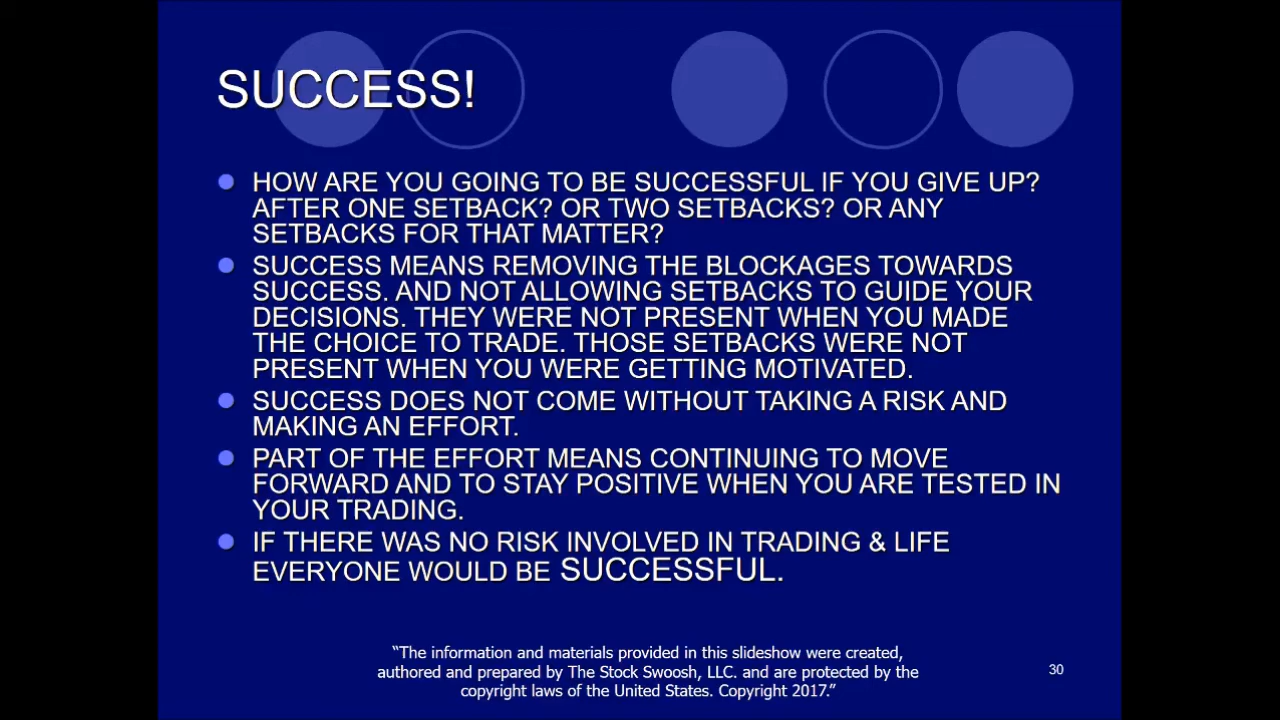 SUCCESS!
HOW ARE YOU GOING TO BE SUCCESSFUL IF YOU GIVE UP?
AFTER ONE SETBACK? OR TWO SETBACKS? OR ANY
SETBACKS FOR THAT MATTER?
SUCCESS MEANS REMOVING THE BLOCKAGES TOWARDS
SUCCESS. AND NOT ALLOWING SETBACKS TO GUIDE YOUR
DECISIONS. THEY WERE NOT PRESENT WHEN YOU MADE
THE CHOICE TO TRADE. THOSE SETBACKS WERE NOT
PRESENT WHEN YOU WERE GETTING MOTIVATED.
SUCCESS DOES NOT COME WITHOUT TAKING A RISK AND
MAKING AN EFFORT.
PART OF THE EFFORT MEANS CONTINUING TO MOVE
FORWARD AND TO STAY POSITIVE WHEN YOU ARE TESTED IN
YOUR TRADING.
IF THERE WAS NO RISK INVOLVED IN TRADING & LIFE
EVERYONE WOULD BE SUCCESSFUL.
“The information and materials provided in this slideshow were created,
authored and prepared by The Stock Swoosh, LLC. and are protected by the
copyright laws of the United States. Copyright 2017.”
30